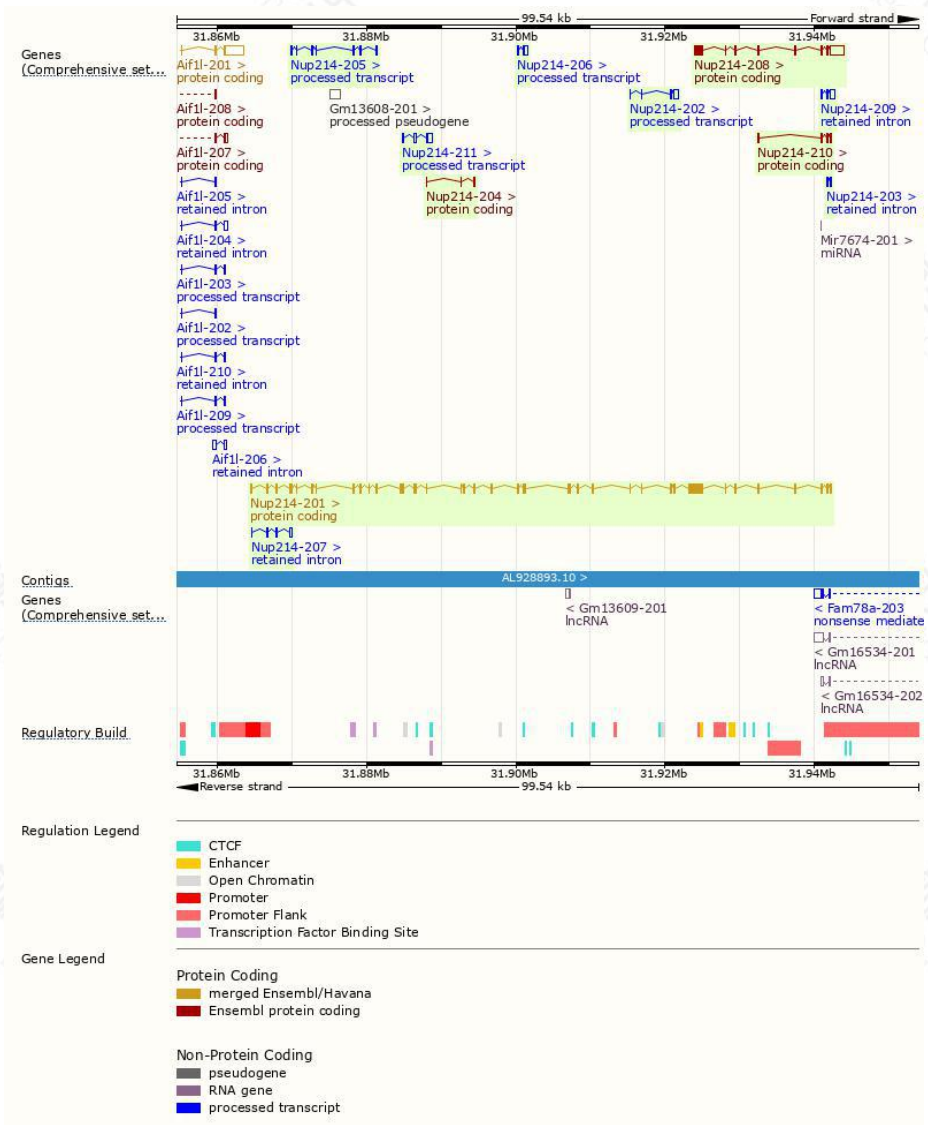 99.54 kb
Forward strand
31.86Mb 31.88Mb 31.90Mb 31.92Mb 31.94Mb
Genes
(Comprehensive set...
Aif1l-201 >
protein coding
Nup214-205 >
processed transcript
Nup214-206 >
processed transcript
Nup214-208 >
protein coding
Aif1l-208 >
protein coding
Gm13608-201 >
processed pseudogene
Nup214-202 >
processed transcript
Nup214-209 >
retained intron
Aif1l-207 >
protein coding
Nup214-211 >
processed transcript
Nup214-210 >
protein coding
Aif1l-205 >
retained intron
Nup214-204 >
protein coding
Nup214-203 >
retained intron
Aif1l-204 >
retained intron
Mir7674-201 >
miRNA
Aif1l-203 >
processed transcript
Aif1l-202 >
processed transcript
Aif1l-210 >
retained intron
Aif1l-209 >
processed transcript
Aif1l-206 >
retained intron
Nup214-201 >
protein coding
Nup214-207 >
retained intron
Contigs
AL928893.10 >
Genes
(Comprehensive set...
< Gm13609-201
lncRNA
< Fam78a-203
nonsense mediate
< Gm16534-201
lncRNA
< Gm16534-202
lncRNA
Regulatory Build
31.86Mb 31.88Mb 31.90Mb 31.92Mb 31.94Mb
Reverse strand
99.54 kb
Regulation Legend
CTCF
Enhancer
Open Chromatin
Promoter
Promoter Flank
Transcription Factor Binding Site
Gene Legend
Protein Coding
merged Ensembl/Havana
Ensembl protein coding
Non-Protein Coding
pseudogene
RNA gene
processed transcript